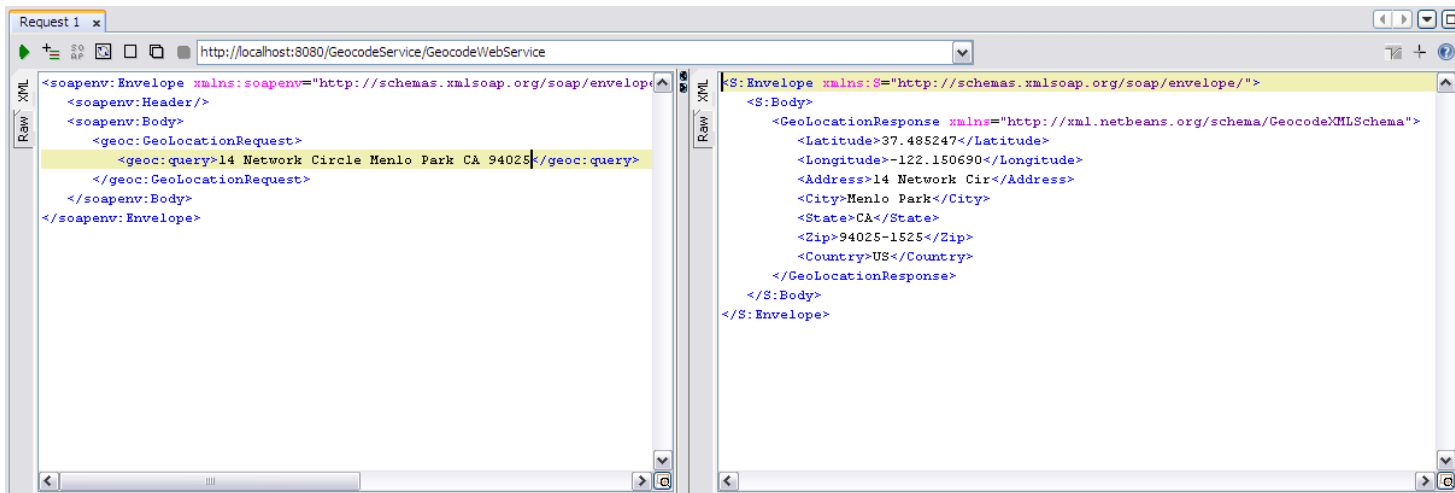 Request 1 x
SO
AP
http://localhost:8080/GeocodeService/GeocodeWebService
XML
Raw
<soapenv:Envelope xmlns:soapenv="http://schemas.xmlsoap.org/soap/envelope
<soapenv:Header/>
<soapenv:Body>
<geoc:GeoLocationRequest>
<geoc:query>14 Network Circle Menlo Park CA 94025</geoc:query>
</geoc:GeoLocationRequest>
</soapenv:Body>
</soapenv:Envelope>
XML
Raw
<S:Envelope xmlns:S="http://schemas.xmlsoap.org/soap/envelope/">
<S:Body>
<GeoLocationResponse xmlns="http://xml.netbeans.org/schema/GeocodeXMLSchema">
<Latitude>37.485247</Latitude>
<Longitude>-122.150690</Longitude>
<Address>14 Network Cir</Address>
<City>Menlo Park</City>
<State>CA</State>
<Zip>94025-1525</Zip>
<Country>US</Country>
</GeoLocationResponse>
</S:Body>
</S:Envelope>